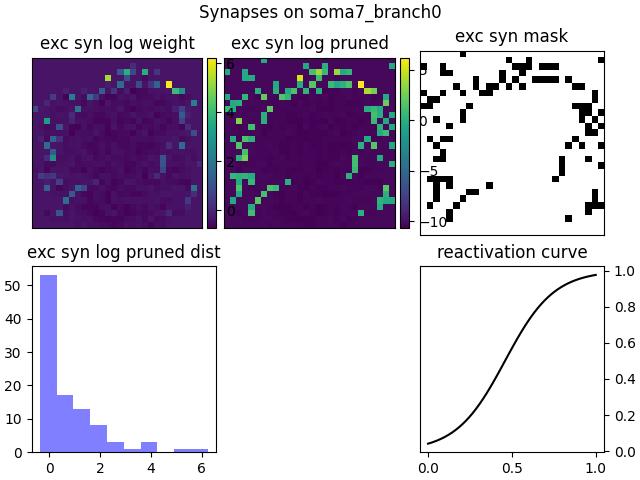 Synapses on soma7_branch0
exc syn log weight
exc syn log pruned
exc syn mask
6
4
2
0
5
0
−5
−10
exc syn log pruned dist
reactivation curve
50
40
30
20
10
0
0 2 4 6
1.0
0.8
0.6
0.4
0.2
0.0
0.0 0.5 1.0